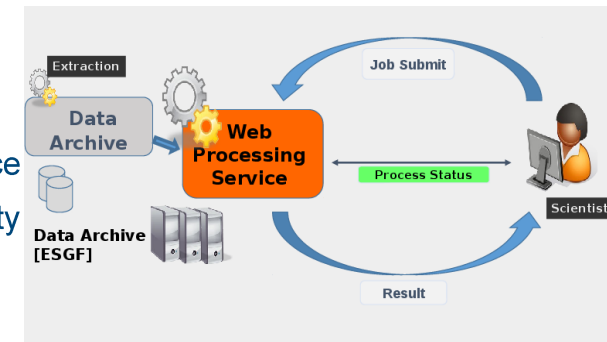 Extraction
Job Submit
Data
Archive
Web
Processing
Service
Process Status
Scientist
Data Archive
[ESGF]
Result